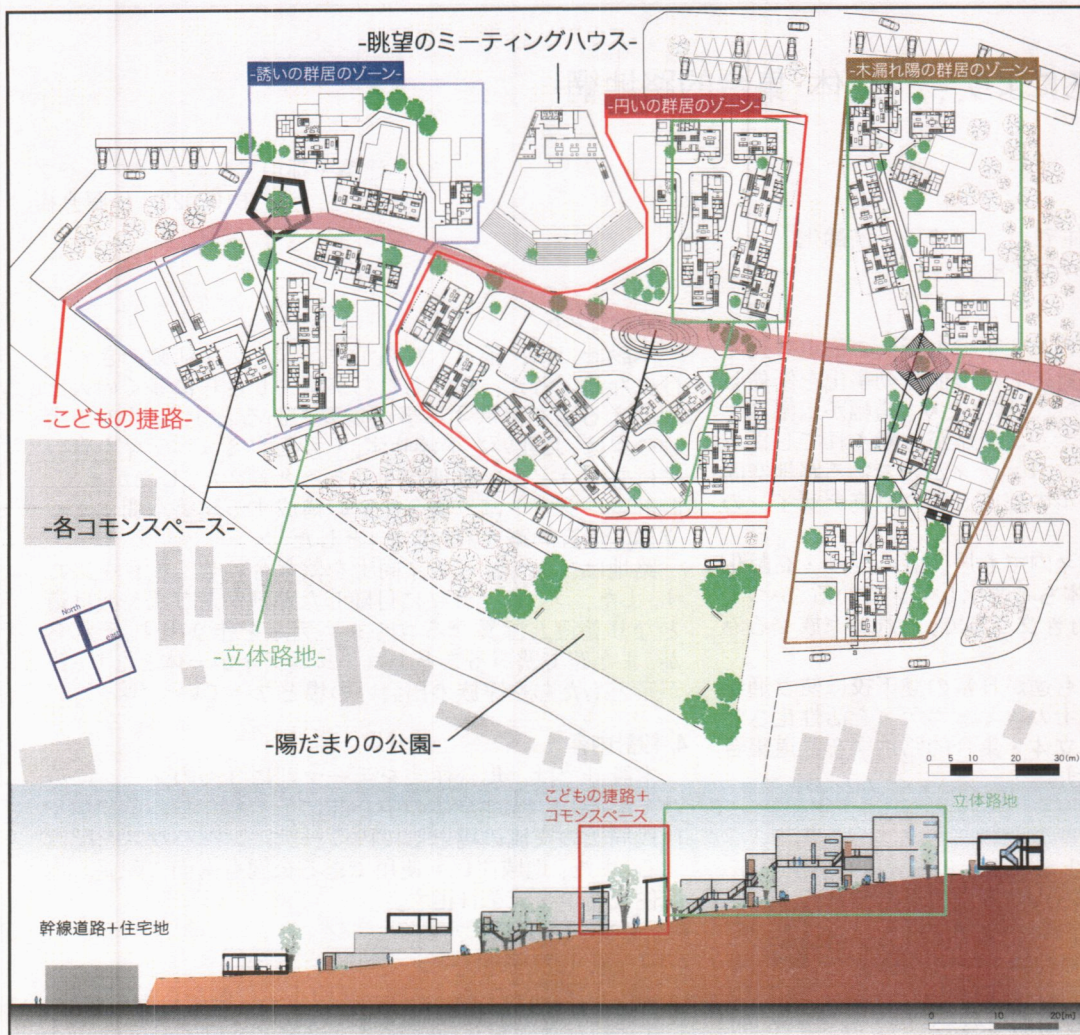 -眺望のミーティングハウス-
-誘いの群居のゾーン-
-円いの群居のゾーン-
-木漏れ陽の群居のゾーン-
-こどもの捷路-
-各コモンスペース-
North
-立体路地-
-陽だまりの公園-
0 5 10 20 30(m)
こどもの捷路+
コモンスペース
立体路地
幹線道路+住宅地
0 10 20(m)